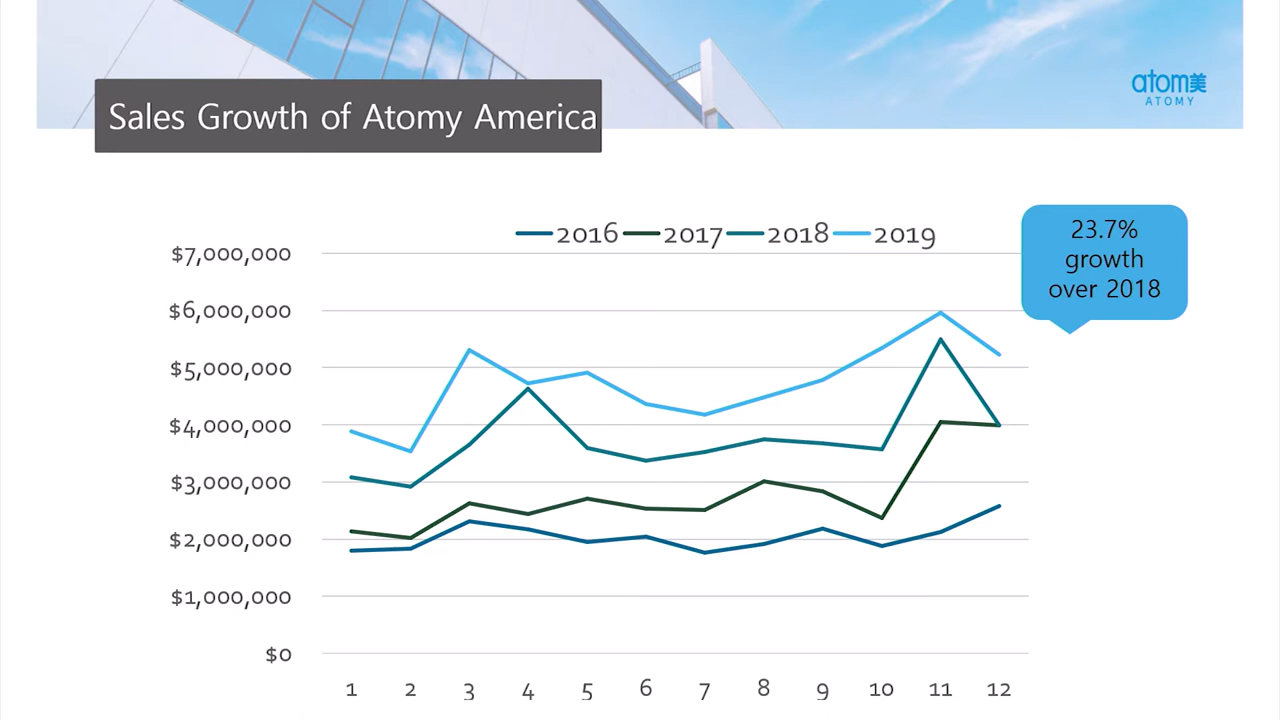 atom美
ATOMY
Sales Growth of Atomy America
2016 2017 2018 2019
23.7%
growth
over 2018
$7,000,000
$6,000,000
$5,000,000
$4,000,000
$3,000,000
$2,000,000
$1,000,000
$0
1 2 3 4 5 6 7 8 9 10 11 12